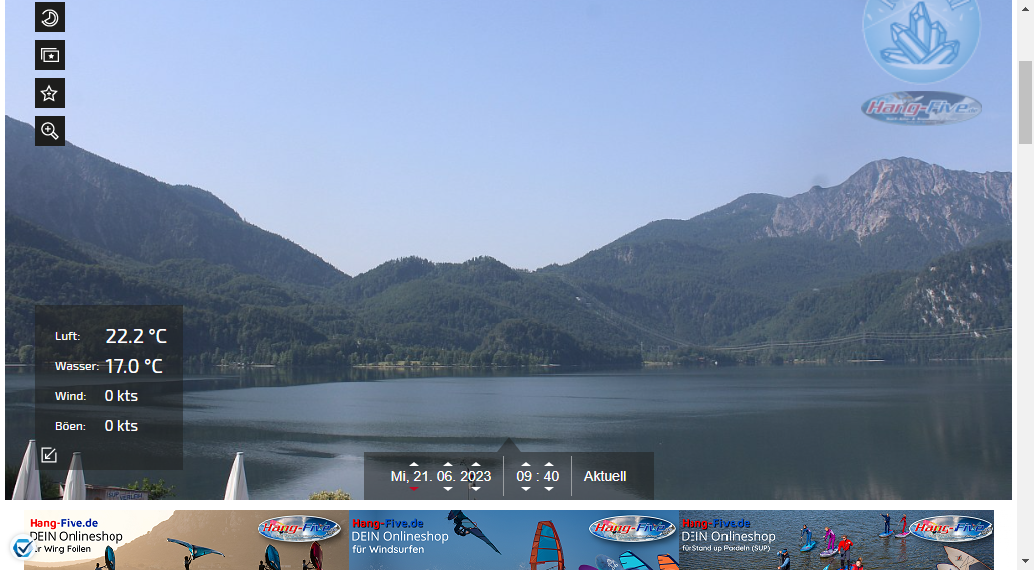 Hang-Five
Luft: 22.2 °C
Wasser: 17.0 °C
Wind: 0 kts
Böen: 0 kts
Mi, 21. 06. 2023 09 : 40 Aktuell
Hang-Five.de
DEIN Onlineshop
für Wing Foilen
Hang-Five
Hang-Five.de
DEIN Onlineshop
für Windsurfen
Hang-Five
Hang-Five.de
DEIN Onlineshop
für Stand up Paddeln (SUP)
Hang-Five